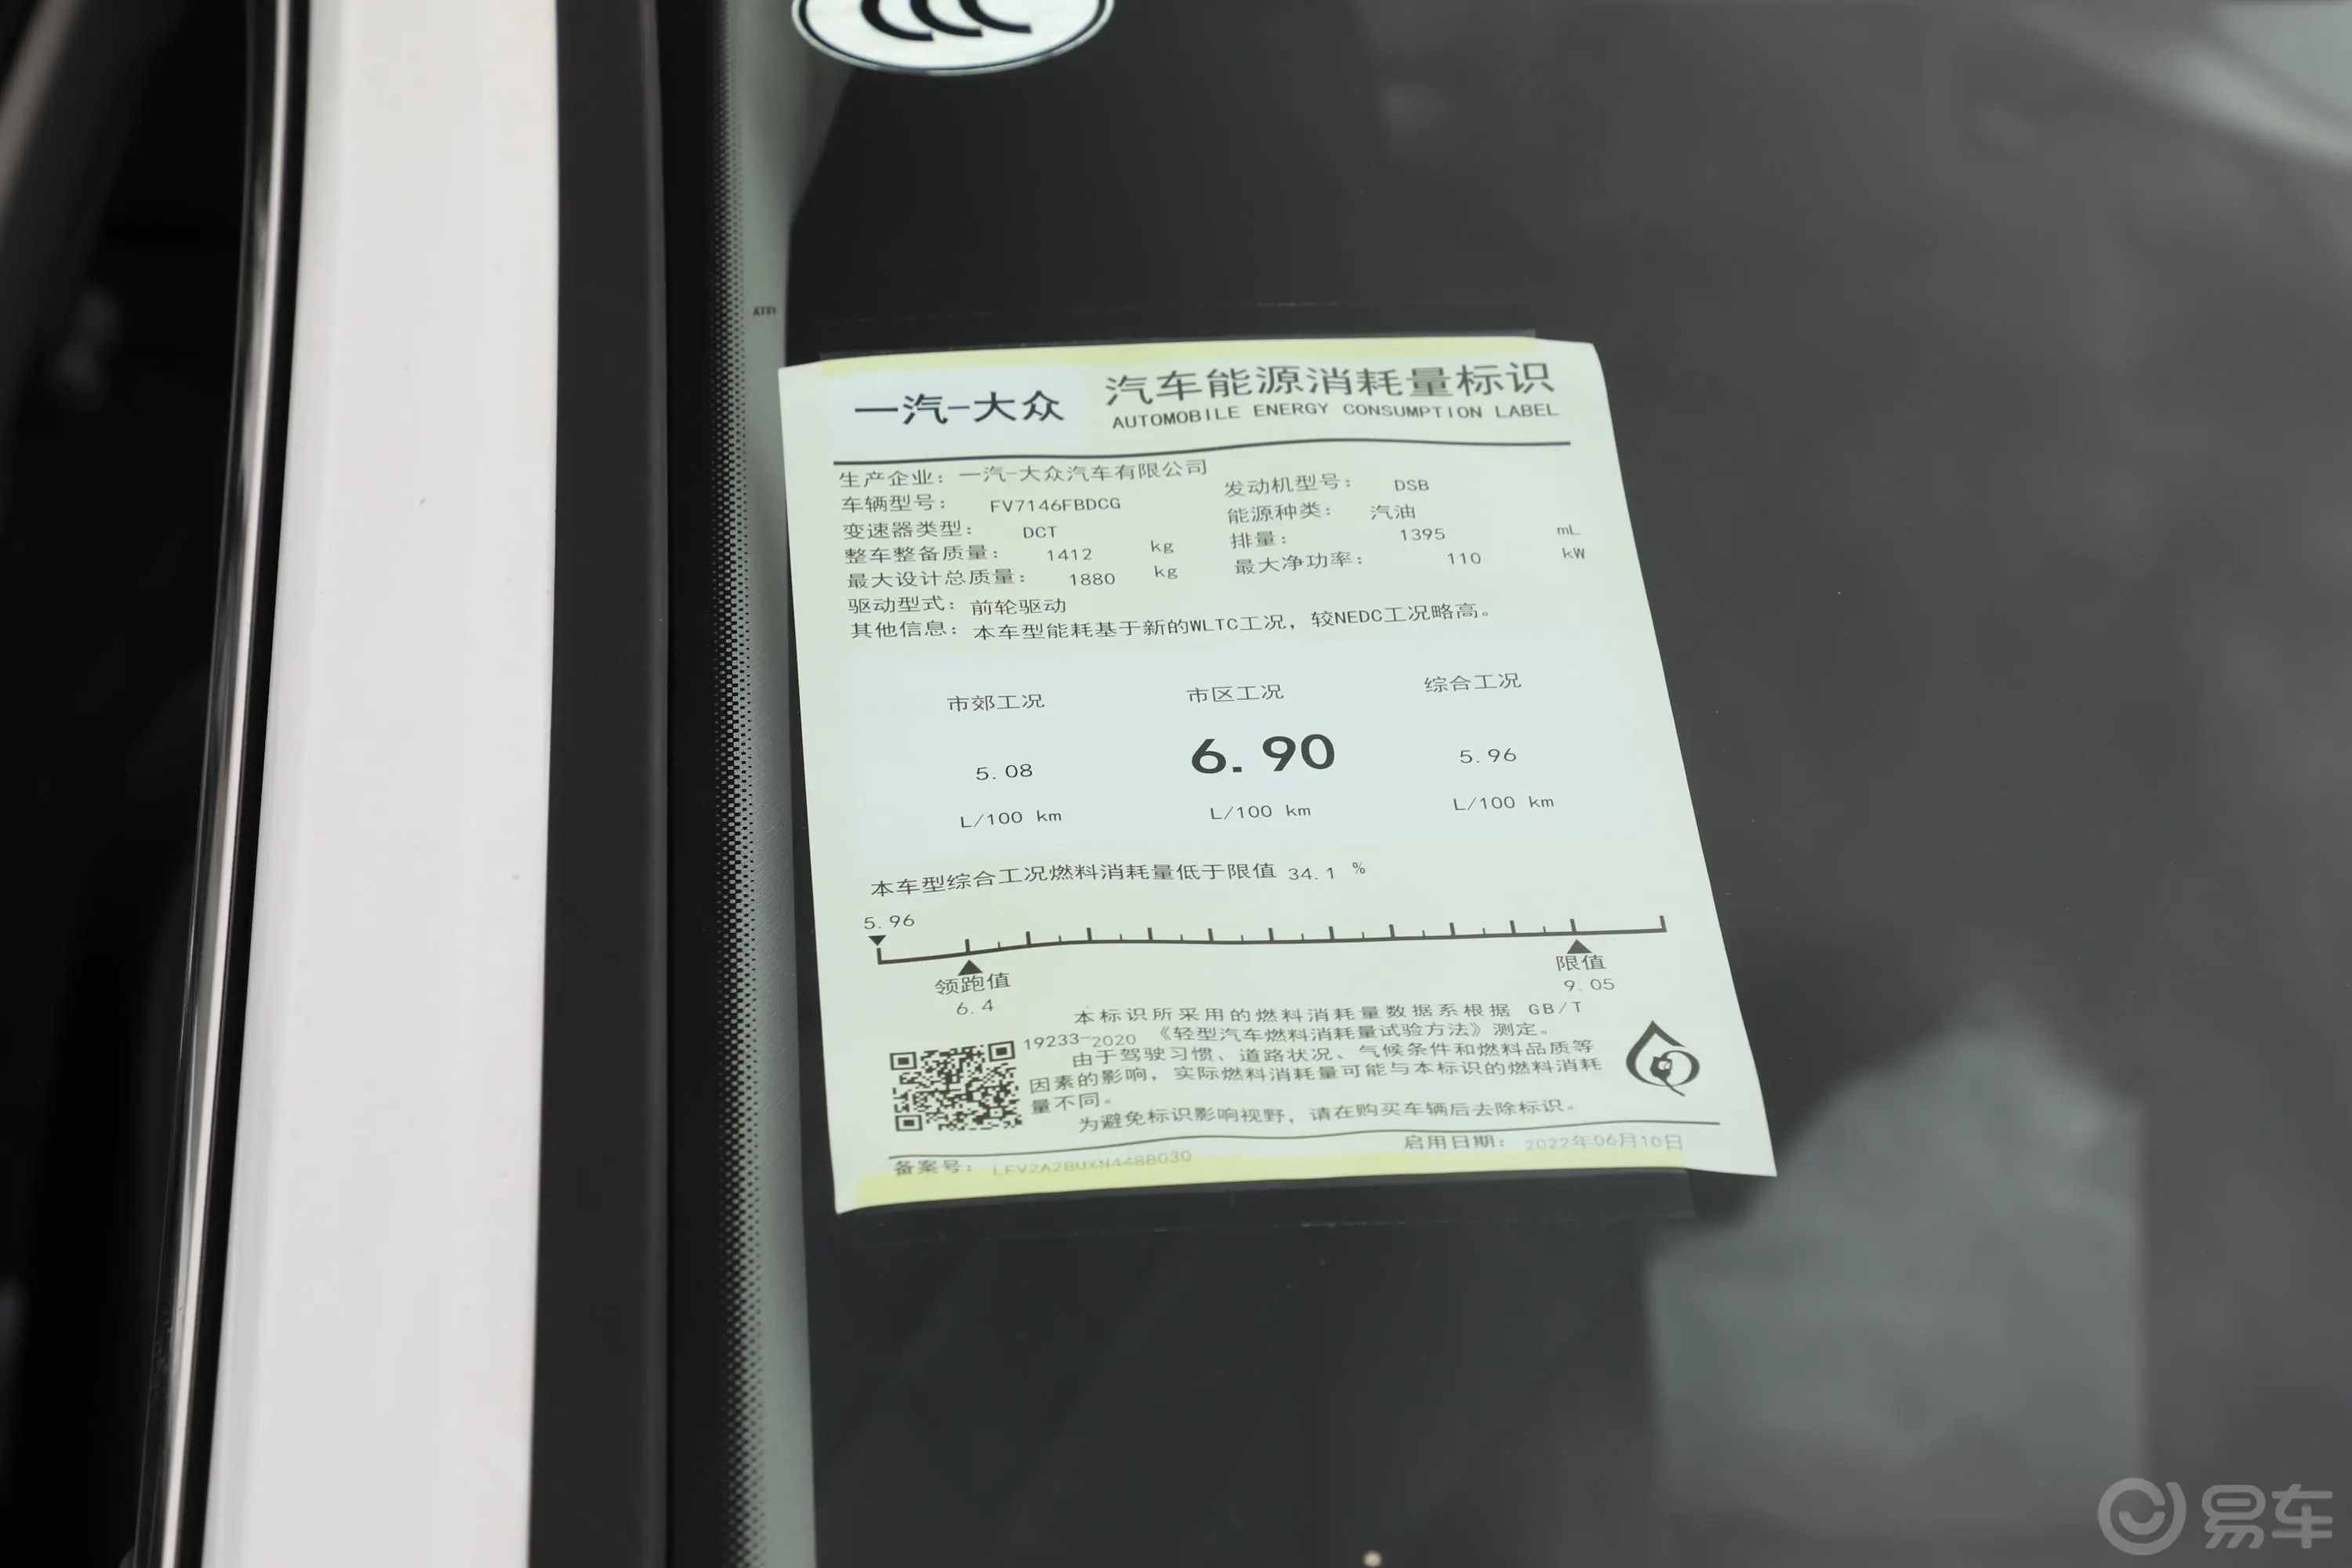 一汽-大众 汽车能源消耗量标识
AUTOMOBILE ENERGY CONSUMPTION LABEL
生产企业: 一汽-大众汽车有限公司
车辆型号: FV7146FBDCG 发动机型号: DSB
变速器类型: DCT 能源种类: 汽油
整车整备质量: 1412 kg 排量: 1395 mL
最大设计总质量: 1880 kg 最大净功率: 110 kW
驱动型式: 前轮驱动
其他信息: 本车型能耗基于新的WLTC工况, 较NEDC工况略高。
市郊工况 市区工况 综合工况
5.08 6.90 5.96
L/100 km L/100 km L/100 km
本车型综合工况燃料消耗量低于限值 34.1 %
5.96
领跑值 限值
6.4 9.05
本标识所采用的燃料消耗量数据系根据 GB/T
19233-2020 《轻型汽车燃料消耗量试验方法》测定。
由于驾驶习惯、道路状况、气候条件和燃料品质等
因素的影响, 实际燃料消耗量可能与本标识的燃料消耗
量不同。
为避免标识影响视野, 请在购买车辆后去除标识。
备案号: 启用日期: 2022年06月10日
易车